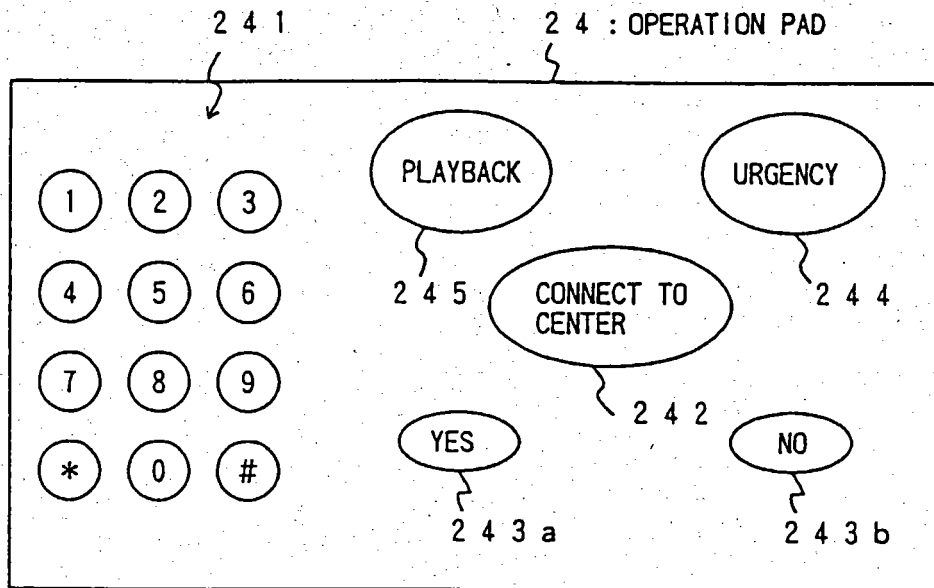 2 4 1
2 4 : OPERATION PAD
PLAYBACK
URGENCY
1 2 3
2 4 5
CONNECT TO
CENTER
2 4 4
4 5 6
7 8 9
2 4 2
YES
NO
* 0 #
2 4 3 a
2 4 3 b